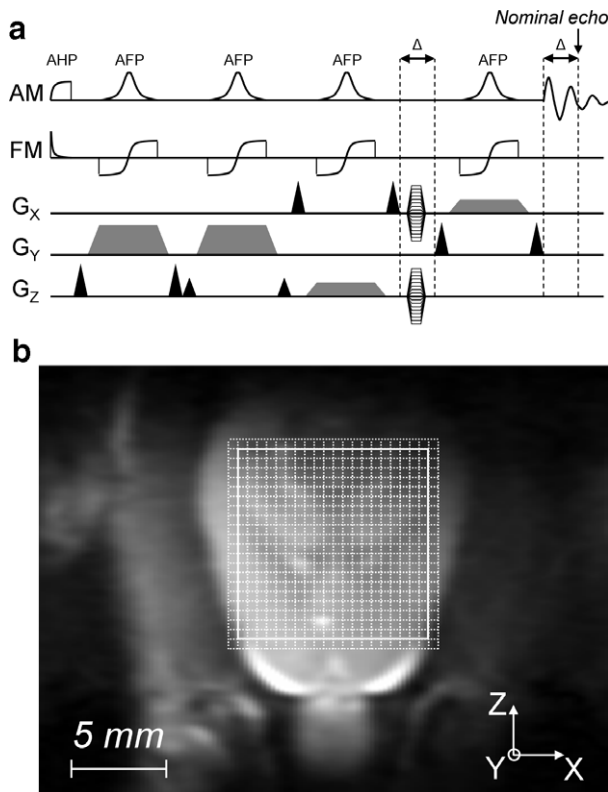 Nominal echo
a
Δ Δ
AHP AFP AFP AFP AFP
AM
FM
GX
GY
GZ
b
5 mm
Z
Y X